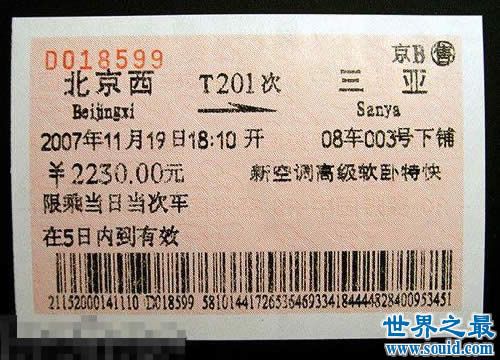 D018599 京B 售
北京西 T201次 三亚
Beijingxi Sanya
2007年11月19日18:10开 08车003号下铺
￥2230.00元 新空调高级软卧特快
限乘当日当次车
在5日内到有效
21152000141110 D018599 581014417265364693341844448284009534​51
世界之最
www.souid.com